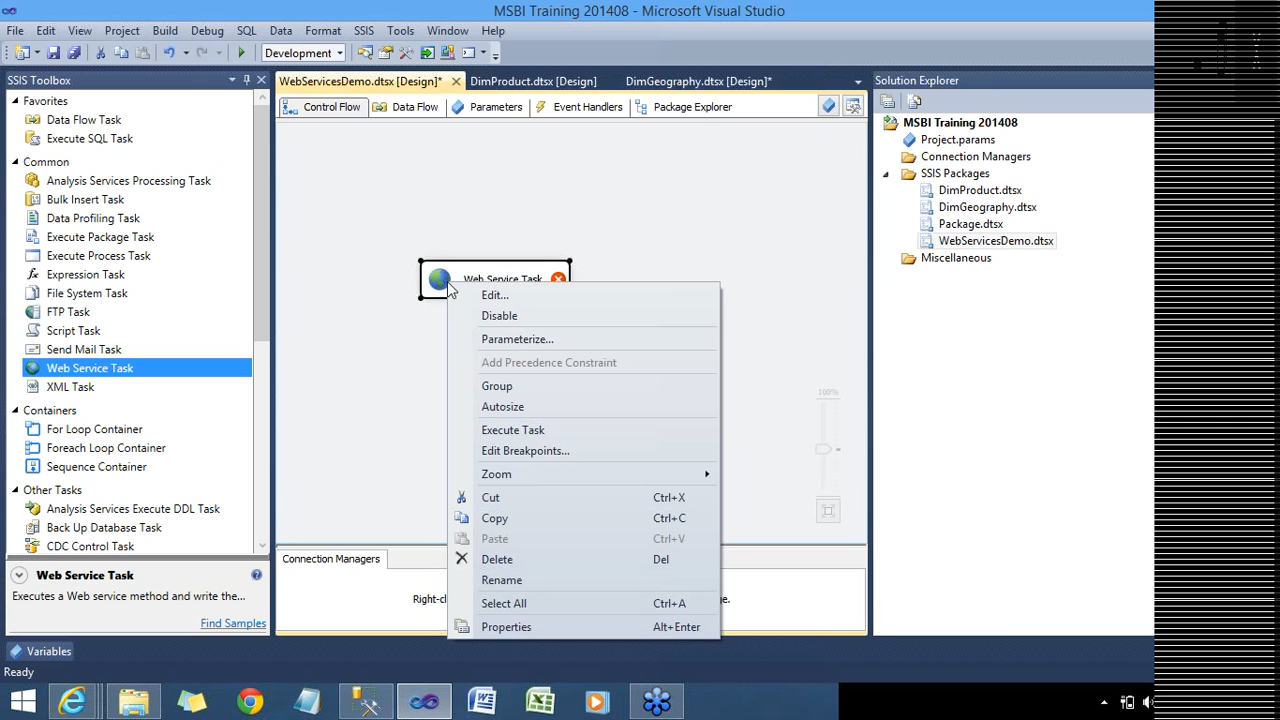 MSBI Training 201408 - Microsoft Visual Studio
File Edit View Project Build Debug SQL Data Format SSIS Tools Window Help
Development
SSIS Toolbox
Favorites
Data Flow Task
Execute SQL Task
Common
Analysis Services Processing Task
Bulk Insert Task
Data Profiling Task
Execute Package Task
Execute Process Task
Expression Task
File System Task
FTP Task
Script Task
Send Mail Task
Web Service Task
XML Task
Containers
For Loop Container
Foreach Loop Container
Sequence Container
Other Tasks
Analysis Services Execute DDL Task
Back Up Database Task
CDC Control Task
Web Service Task
Executes a Web service method and write the...
Find Samples
WebServicesDemo.dtsx [Design]* DimProduct.dtsx [Design] DimGeography.dtsx [Design]*
Control Flow Data Flow Parameters Event Handlers Package Explorer
Web Service Task
Edit...
Disable
Parameterize...
Add Precedence Constraint
Group
Autosize
Execute Task
Edit Breakpoints...
Zoom
Cut Ctrl+X
Copy Ctrl+C
Paste Ctrl+V
Delete Del
Rename
Select All Ctrl+A
Properties Alt+Enter
100%
Connection Managers
Right-cl
e.
Solution Explorer
MSBI Training 201408
Project.params
Connection Managers
SSIS Packages
DimProduct.dtsx
DimGeography.dtsx
Package.dtsx
WebServicesDemo.dtsx
Miscellaneous
Variables
Ready